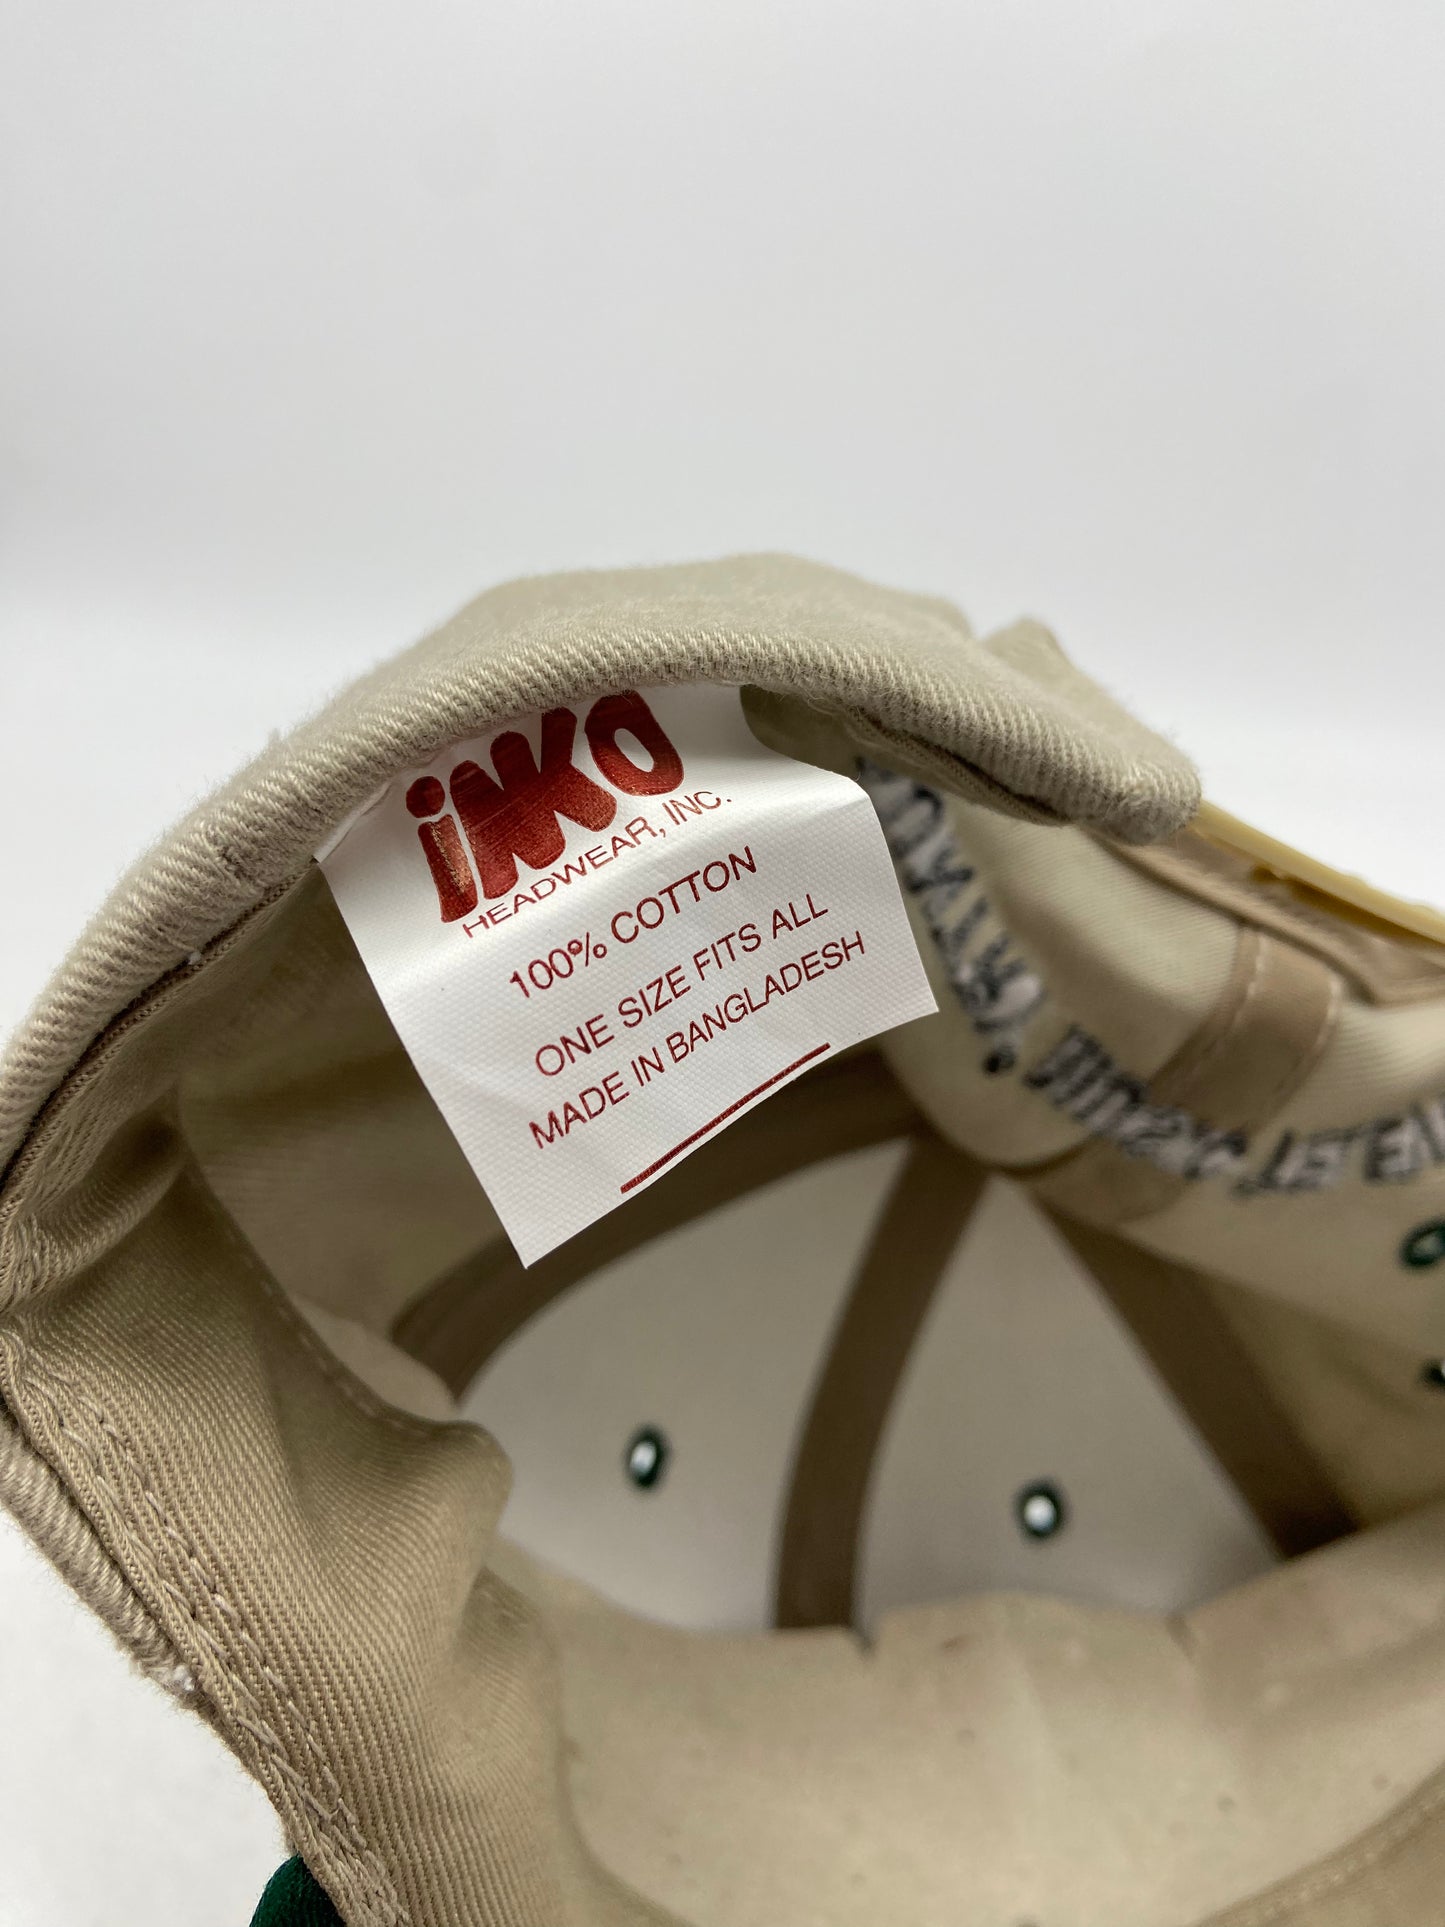 iNKO
HEADWEAR, INC.
100% COTTON
ONE SIZE FITS ALL
MADE IN BANGLADESH